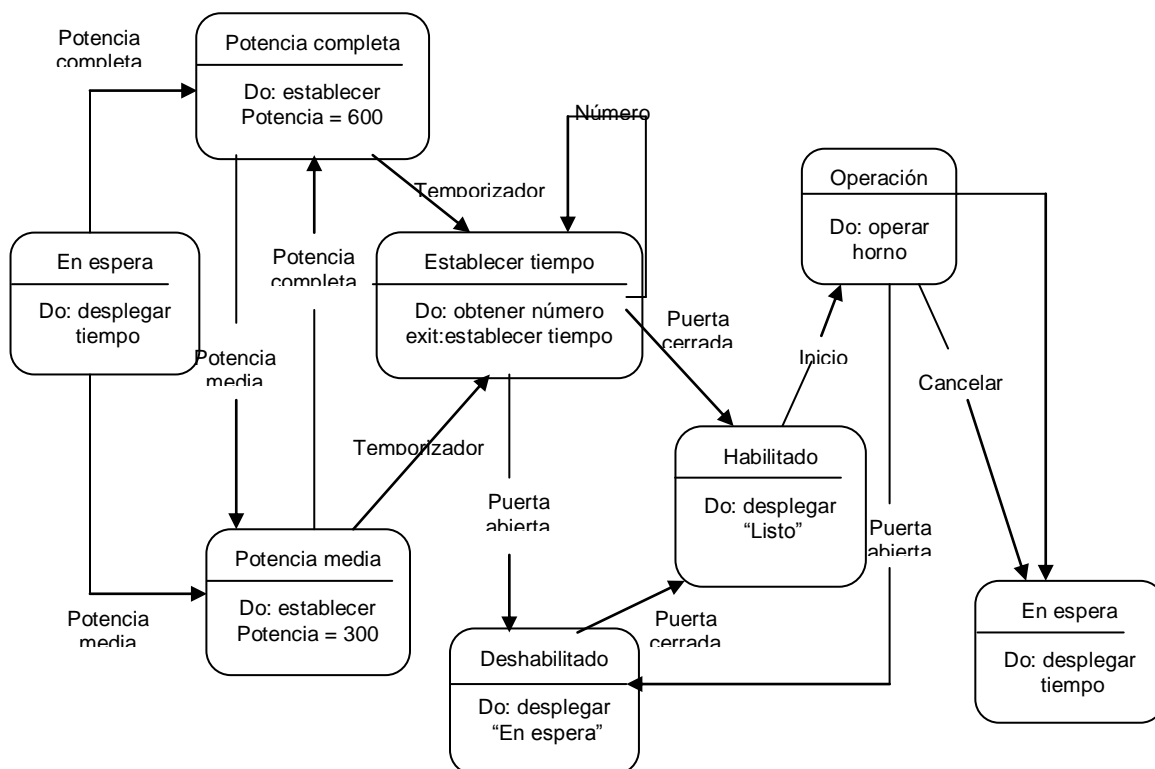 Potencia
completa
Potencia completa
Do: establecer
Potencia = 600
Número
Temporizador
Operación
Do: operar
horno
En espera
Do: desplegar
tiempo
Potencia
completa
Establecer tiempo
Do: obtener número
exit:establecer tiempo
Potencia
media
Puerta
cerrada
Inicio
Cancelar
Temporizador
Habilitado
Do: desplegar
“Listo”
Puerta
abierta
Puerta
abierta
Potencia
media
Potencia media
Do: establecer
Potencia = 300
Puerta
cerrada
Deshabilitado
Do: desplegar
“En espera”
En espera
Do: desplegar
tiempo